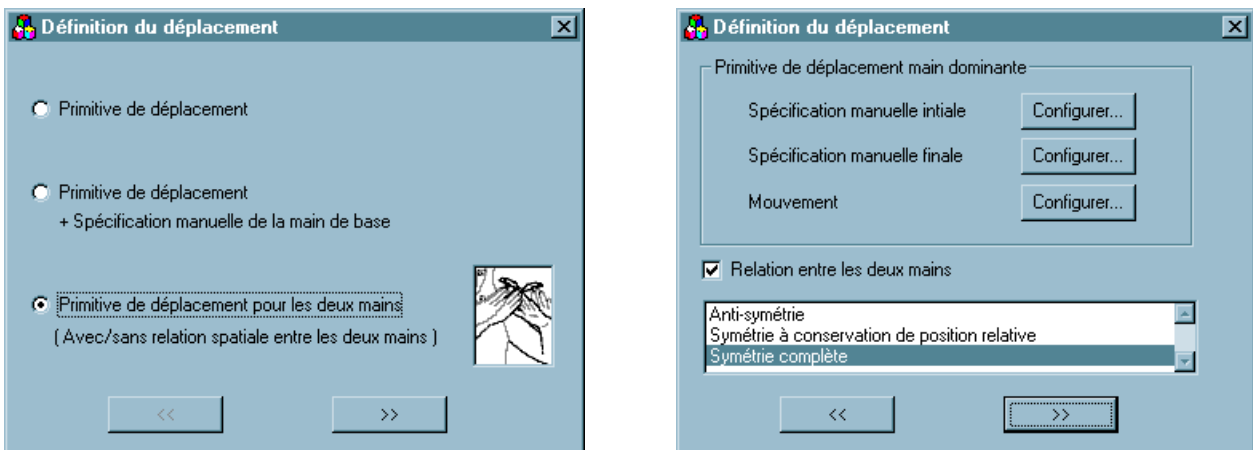 Définition du déplacement
Primitive de déplacement
Primitive de déplacement
+ Spécification manuelle de la main de base
Primitive de déplacement pour les deux mains
( Avec/sans relation spatiale entre les deux mains )
<<
>>
Définition du déplacement
Primitive de déplacement main dominante
Spécification manuelle intiale
Configurer...
Spécification manuelle finale
Configurer...
Mouvement
Configurer...
Relation entre les deux mains
Anti-symétrie
Symétrie à conservation de position relative
Symétrie complète
<<
>>